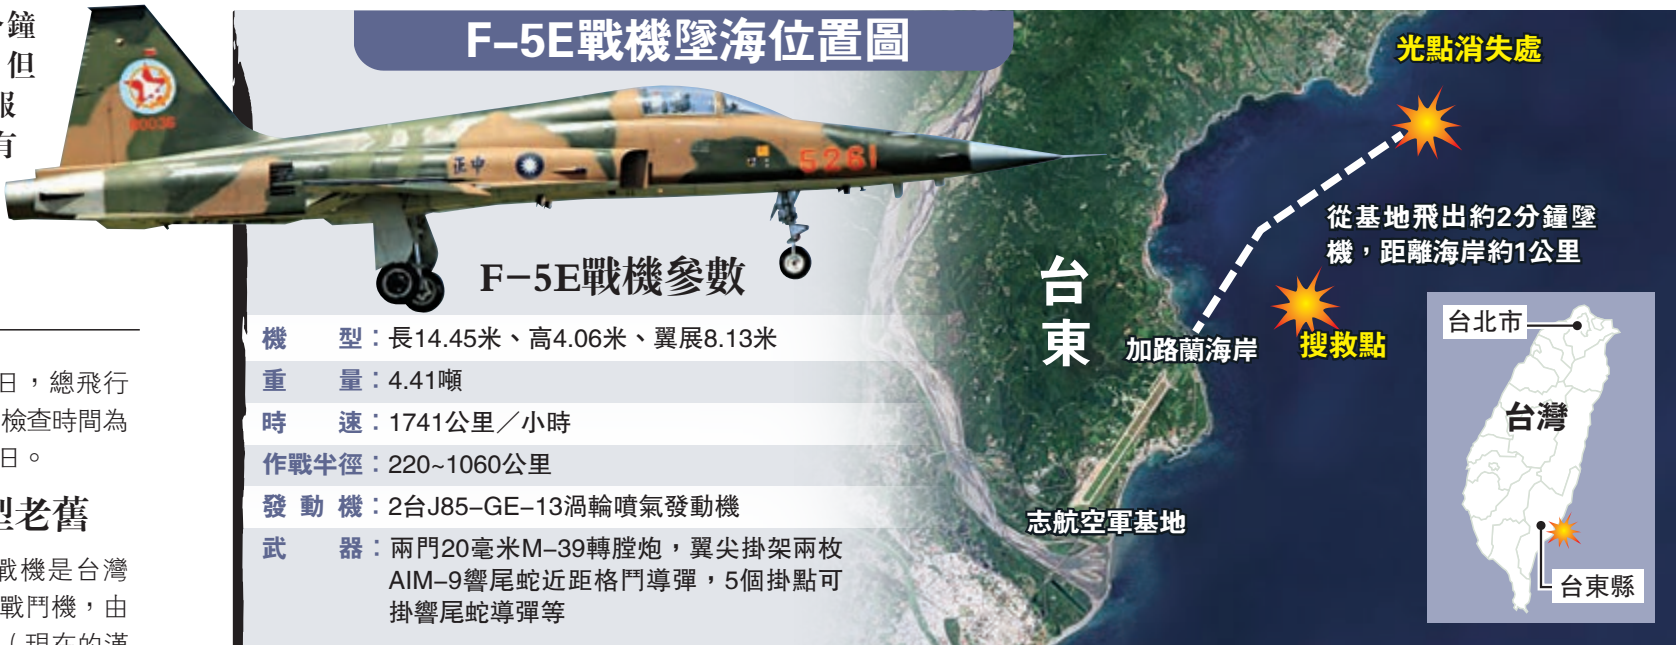 鐘
但
報
有
日，總飛行
檢查時間為
日。
型老舊
戰機是台灣
戰鬥機，由
（現在的漢
F–5E戰機墜海位置圖
80036
中正
5261
F–5E戰機參數
機型：長14.45米、高4.06米、翼展8.13米
重量：4.41噸
時速：1741公里／小時
作戰半徑：220~1060公里
發動機：2台J85–GE–13渦輪噴氣發動機
武器：兩門20毫米M–39轉膛炮，翼尖掛架兩枚
AIM–9響尾蛇近距格鬥導彈，5個掛點可
掛響尾蛇導彈等
光點消失處
從基地飛出約2分鐘墜
機，距離海岸約1公里
台東
加路蘭海岸
搜救點
志航空軍基地
台北市
台灣
台東縣